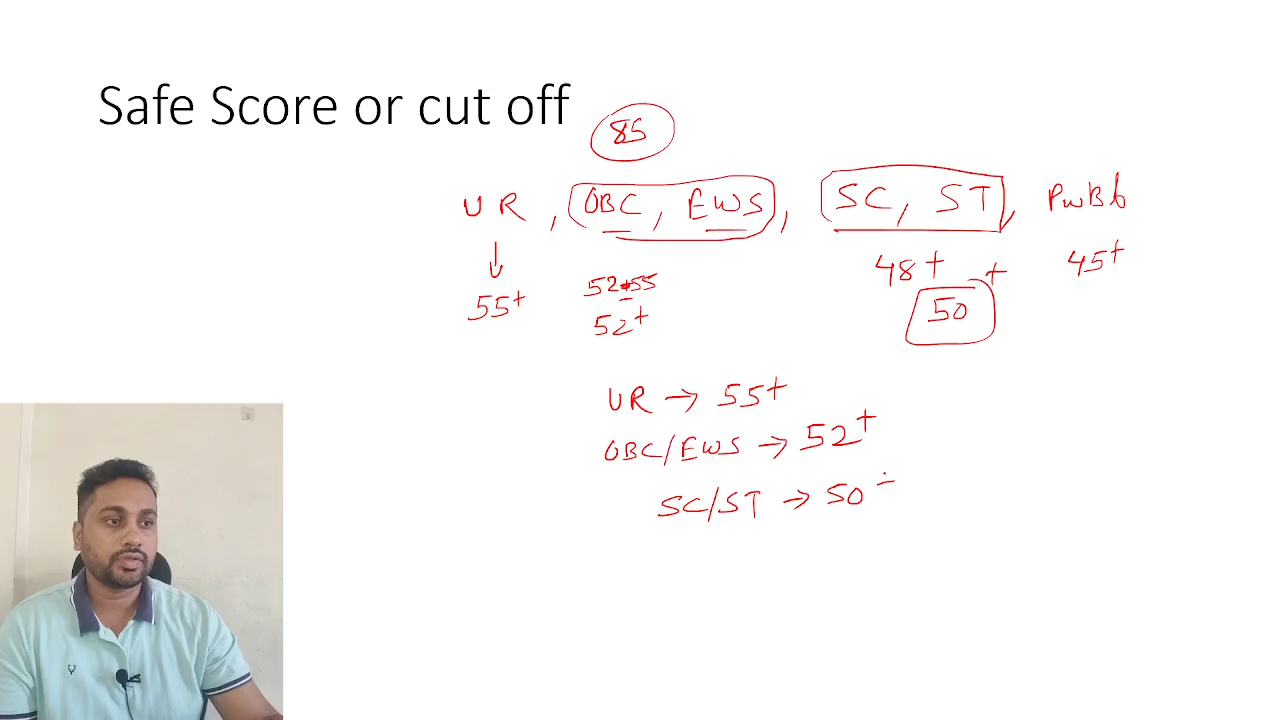 Safe Score or cut off
85
UR, OBC, EWS, SC, ST, PwBD
55+ 52+55 48+ + 45+
52+ 50
UR → 55+
OBC/EWS → 52+
SC/ST → 50+